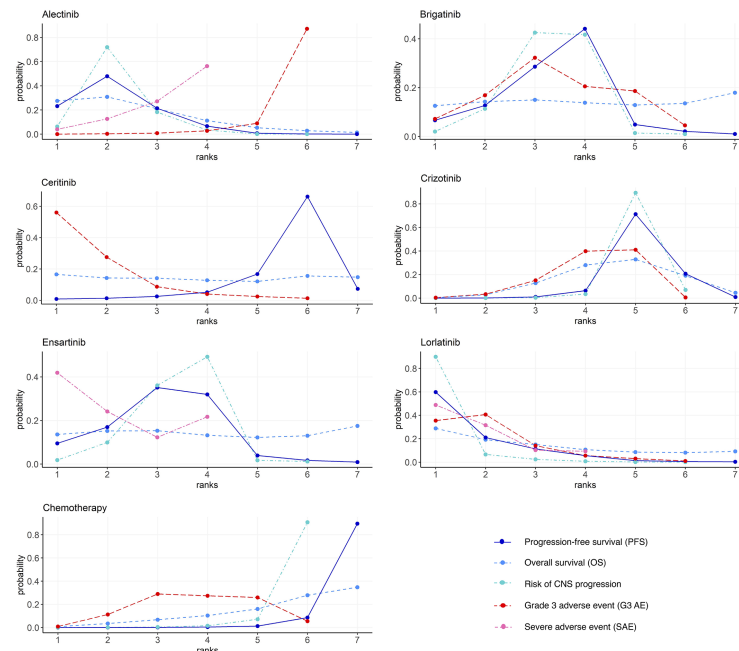 Alectinib
probability
0.8
0.6
0.4
0.2
0.0
1 2 3 4 5 6 7
ranks
Brigatinib
probability
0.4
0.2
0.0
1 2 3 4 5 6 7
ranks
Ceritinib
probability
0.6
0.4
0.2
0.0
1 2 3 4 5 6 7
ranks
Crizotinib
probability
0.8
0.6
0.4
0.2
0.0
1 2 3 4 5 6 7
ranks
Ensartinib
probability
0.4
0.2
0.0
1 2 3 4 5 6 7
ranks
Lorlatinib
probability
0.8
0.6
0.4
0.2
0.0
1 2 3 4 5 6 7
ranks
Chemotherapy
probability
0.8
0.6
0.4
0.2
0.0
1 2 3 4 5 6 7
ranks
Progression-free survival (PFS)
Overall survival (OS)
Risk of CNS progression
Grade 3 adverse event (G3 AE)
Severe adverse event (SAE)